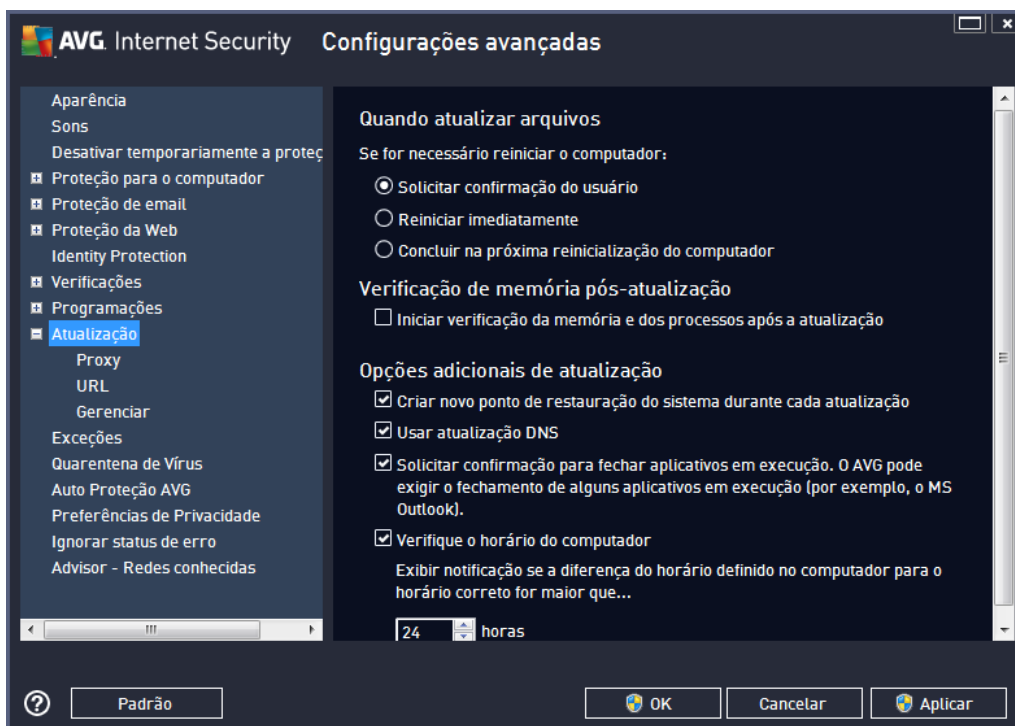 AVG. Internet Security Configurações avançadas
Aparência
Sons
Desativar temporariamente a proteç
Proteção para o computador
Proteção de email
Proteção da Web
Identity Protection
Verificações
Programações
Atualização
Proxy
URL
Gerenciar
Exceções
Quarentena de Vírus
Auto Proteção AVG
Preferências de Privacidade
Ignorar status de erro
Advisor - Redes conhecidas
Quando atualizar arquivos
Se for necessário reiniciar o computador:
Solicitar confirmação do usuário
Reiniciar imediatamente
Concluir na próxima reinicialização do computador
Verificação de memória pós-atualização
Iniciar verificação da memória e dos processos após a atualização
Opções adicionais de atualização
Criar novo ponto de restauração do sistema durante cada atualização
Usar atualização DNS
Solicitar confirmação para fechar aplicativos em execução. O AVG pode
exigir o fechamento de alguns aplicativos em execução (por exemplo, o MS
Outlook).
Verifique o horário do computador
Exibir notificação se a diferença do horário definido no computador para o
horário correto for maior que...
24 horas
? Padrão OK Cancelar Aplicar